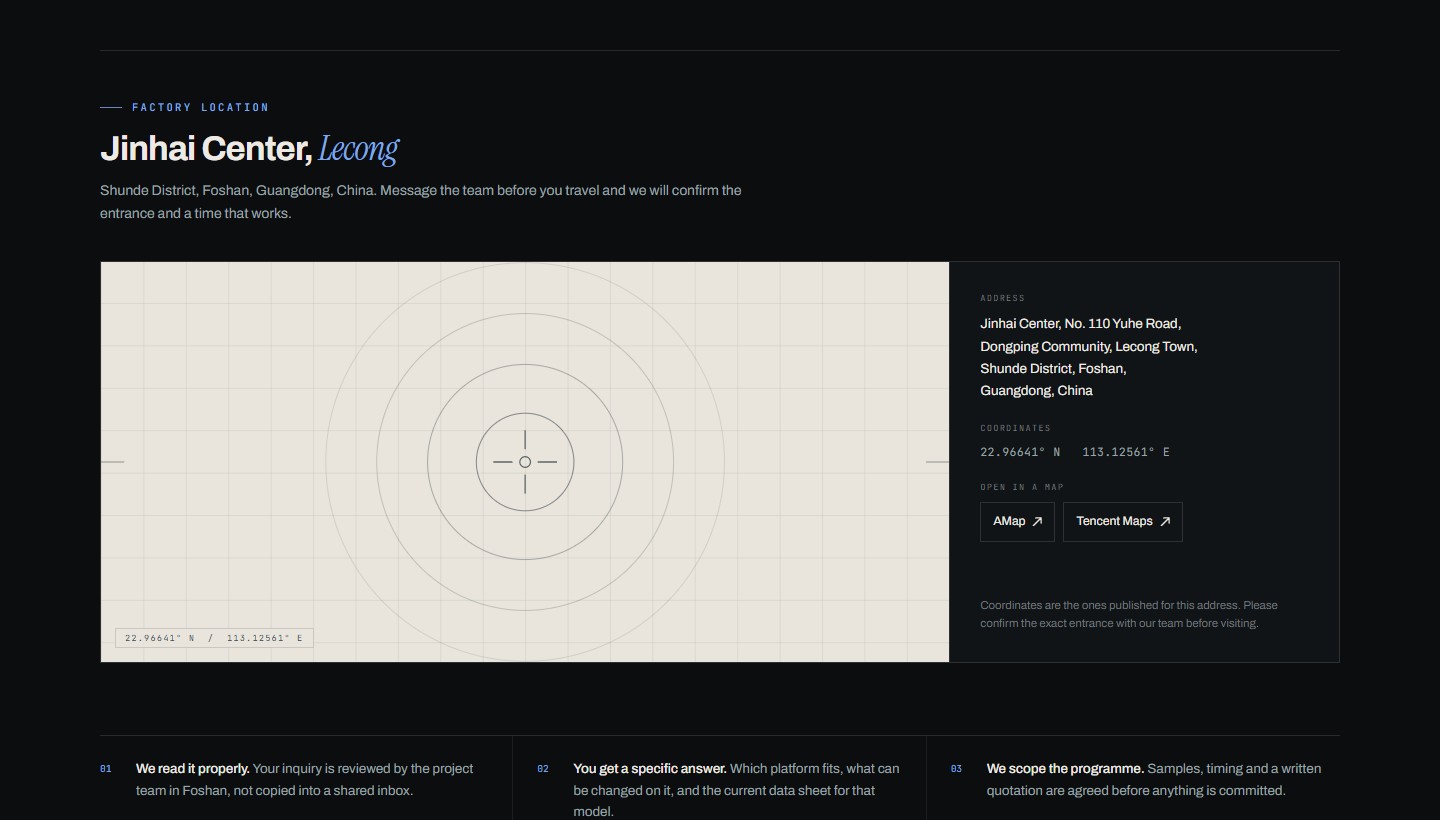 FACTORY LOCATION
Jinhai Center, Lecong
Shunde District, Foshan, Guangdong, China. Message the team before you travel and we will confirm the
entrance and a time that works.
22.96641° N / 113.12561° E
ADDRESS
Jinhai Center, No. 110 Yuhe Road,
Dongping Community, Lecong Town,
Shunde District, Foshan,
Guangdong, China
COORDINATES
22.96641° N 113.12561° E
OPEN IN A MAP
AMap ↗ Tencent Maps ↗
Coordinates are the ones published for this address. Please
confirm the exact entrance with our team before visiting.
01 We read it properly. Your inquiry is reviewed by the project
team in Foshan, not copied into a shared inbox.
02 You get a specific answer. Which platform fits, what can
be changed on it, and the current data sheet for that
model.
03 We scope the programme. Samples, timing and a written
quotation are agreed before anything is committed.